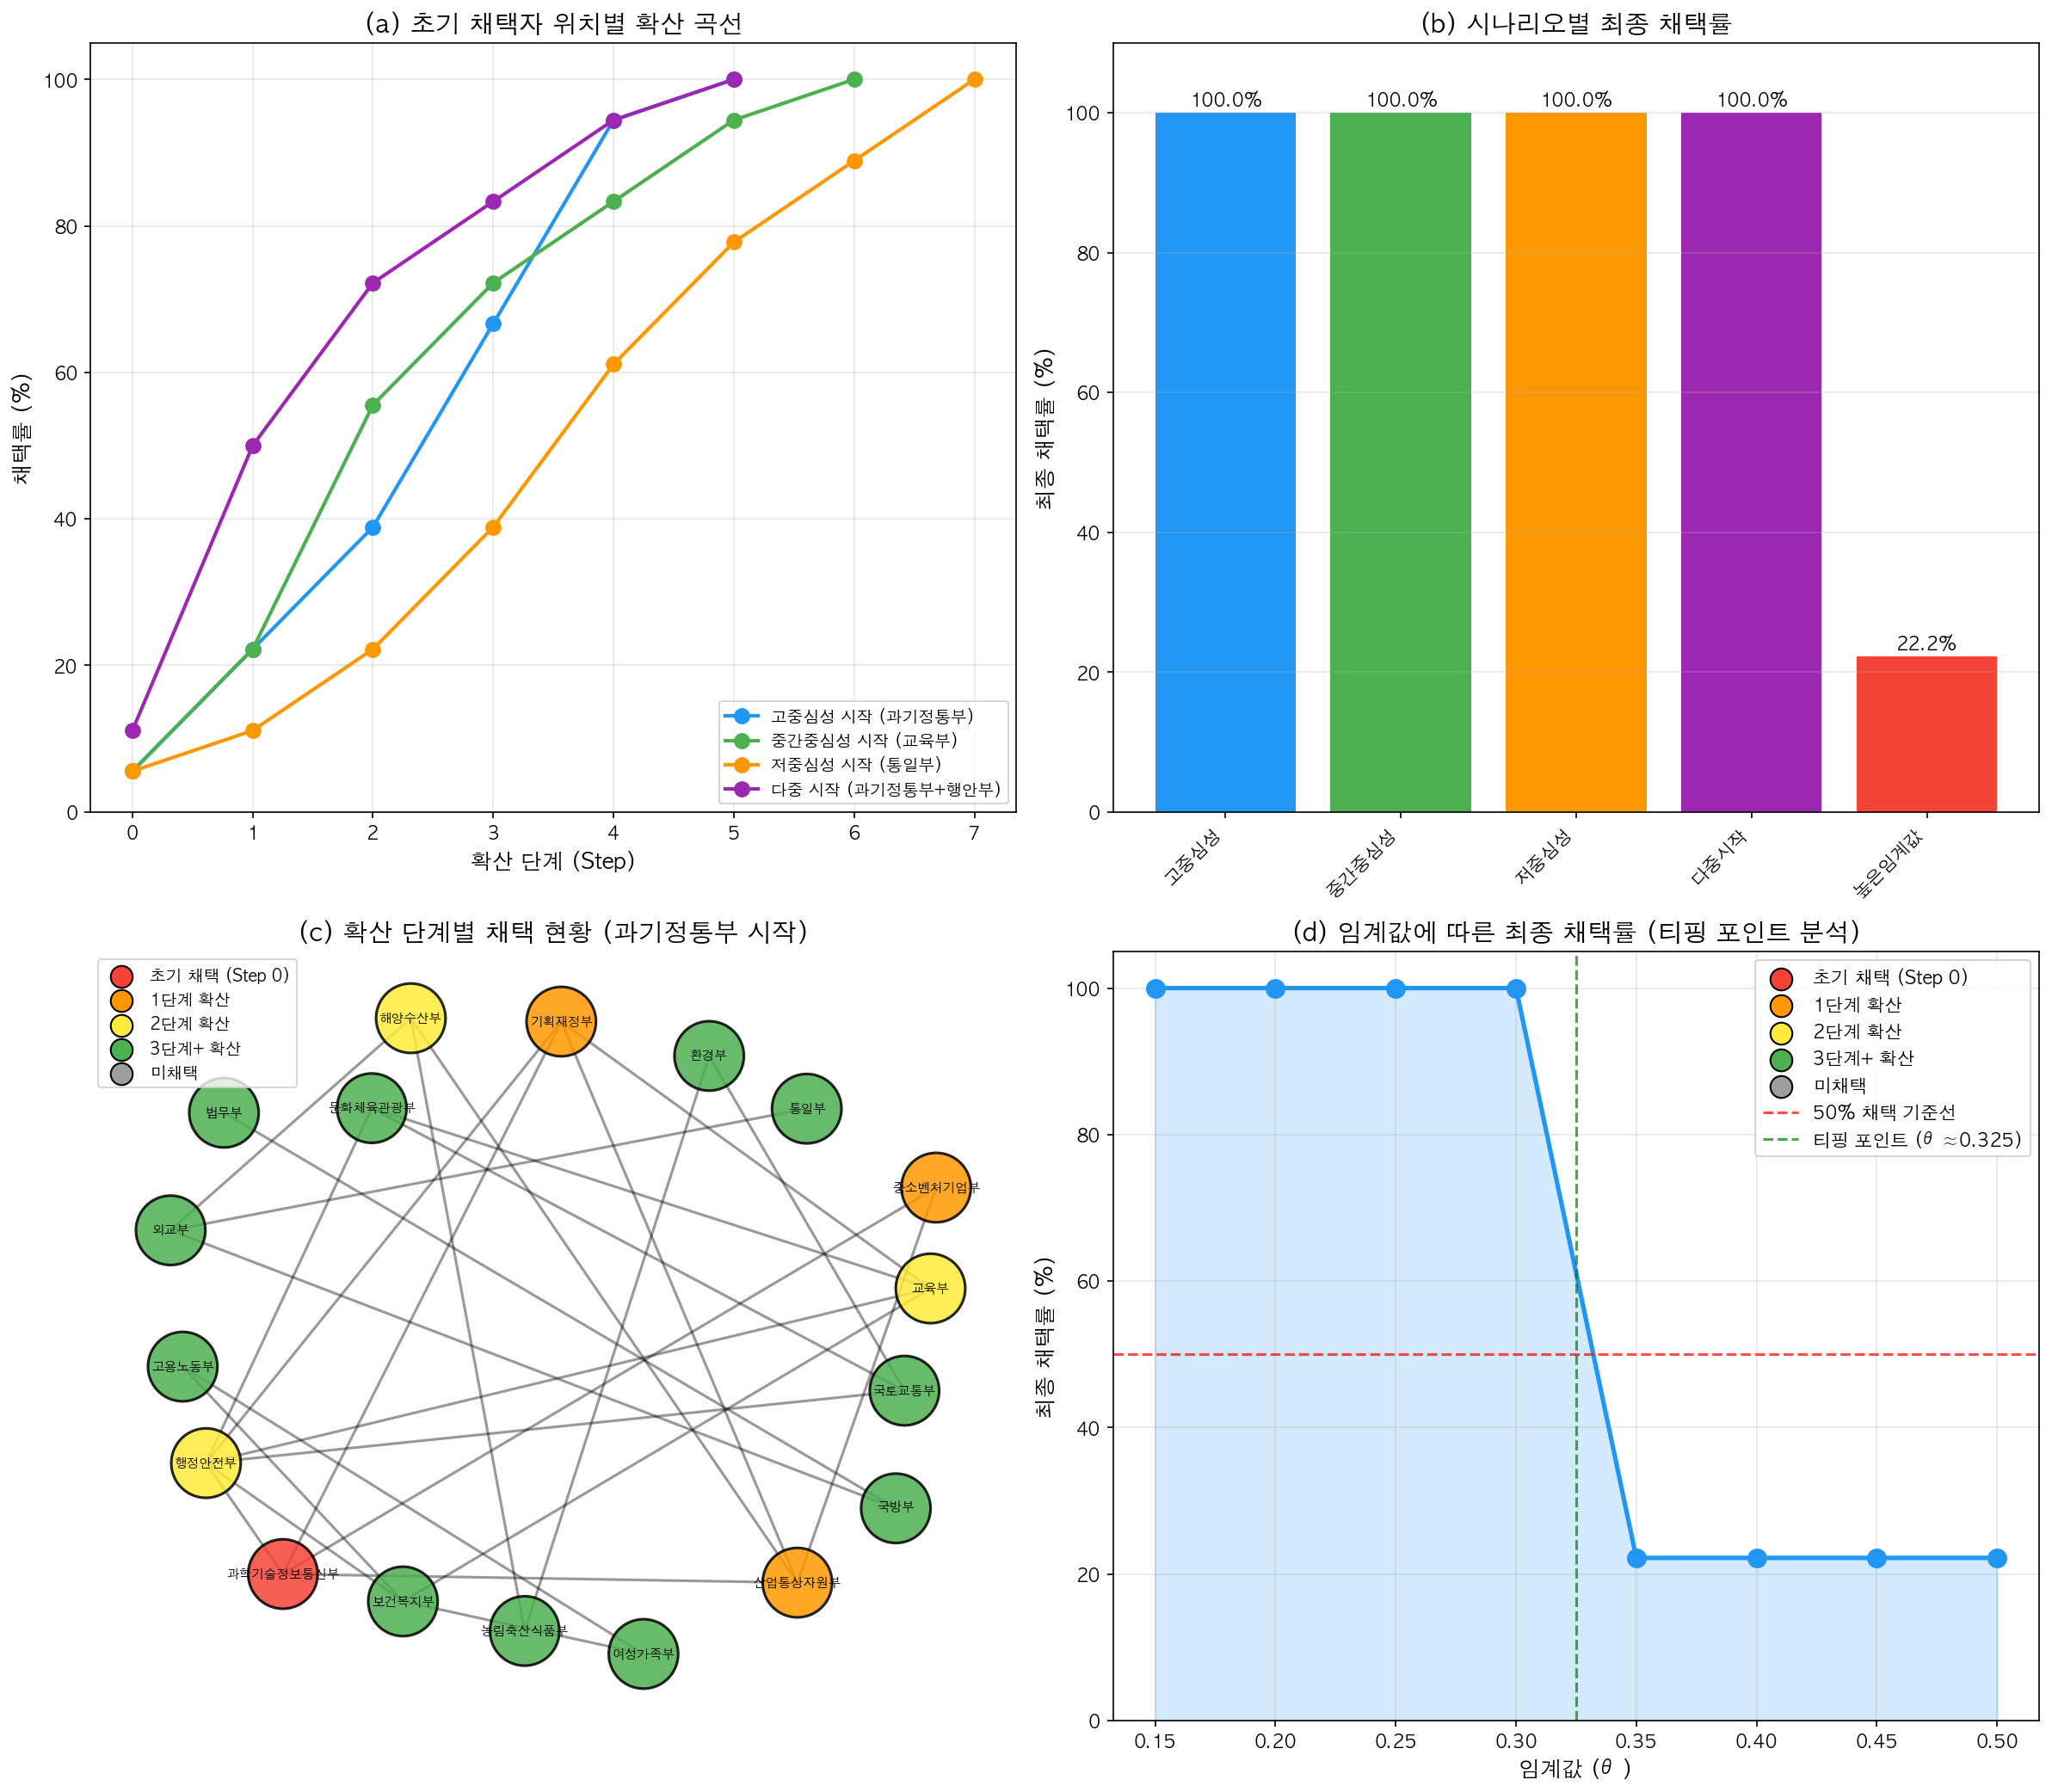 (a) 초기 채택자 위치별 확산 곡선
채택률 (%)
100
80
60
40
20
0
0 1 2 3 4 5 6 7
확산 단계 (Step)
고중심성 시작 (과기정통부)
중간중심성 시작 (교육부)
저중심성 시작 (통일부)
다중 시작 (과기정통부+행안부)
(b) 시나리오별 최종 채택률
최종 채택률 (%)
100
80
60
40
20
0
100.0% 100.0% 100.0% 100.0%
22.2%
고중심성 중간중심성 저중심성 다중시작 높은임계값
(c) 확산 단계별 채택 현황 (과기정통부 시작)
초기 채택 (Step 0)
1단계 확산
2단계 확산
3단계+ 확산
미채택
해양수산부
기획재정부
환경부
법무부
문화체육관광부
통일부
중소벤처기업부
외교부
교육부
고용노동부
국토교통부
행정안전부
국방부
과학기술정보통신부
산업통상자원부
보건복지부
농림축산식품부
여성가족부
(d) 임계값에 따른 최종 채택률 (티핑 포인트 분석)
최종 채택률 (%)
100
80
60
40
20
0
초기 채택 (Step 0)
1단계 확산
2단계 확산
3단계+ 확산
미채택
50% 채택 기준선
티핑 포인트 (θ ≈0.325)
0.15 0.20 0.25 0.30 0.35 0.40 0.45 0.50
임계값 (θ )